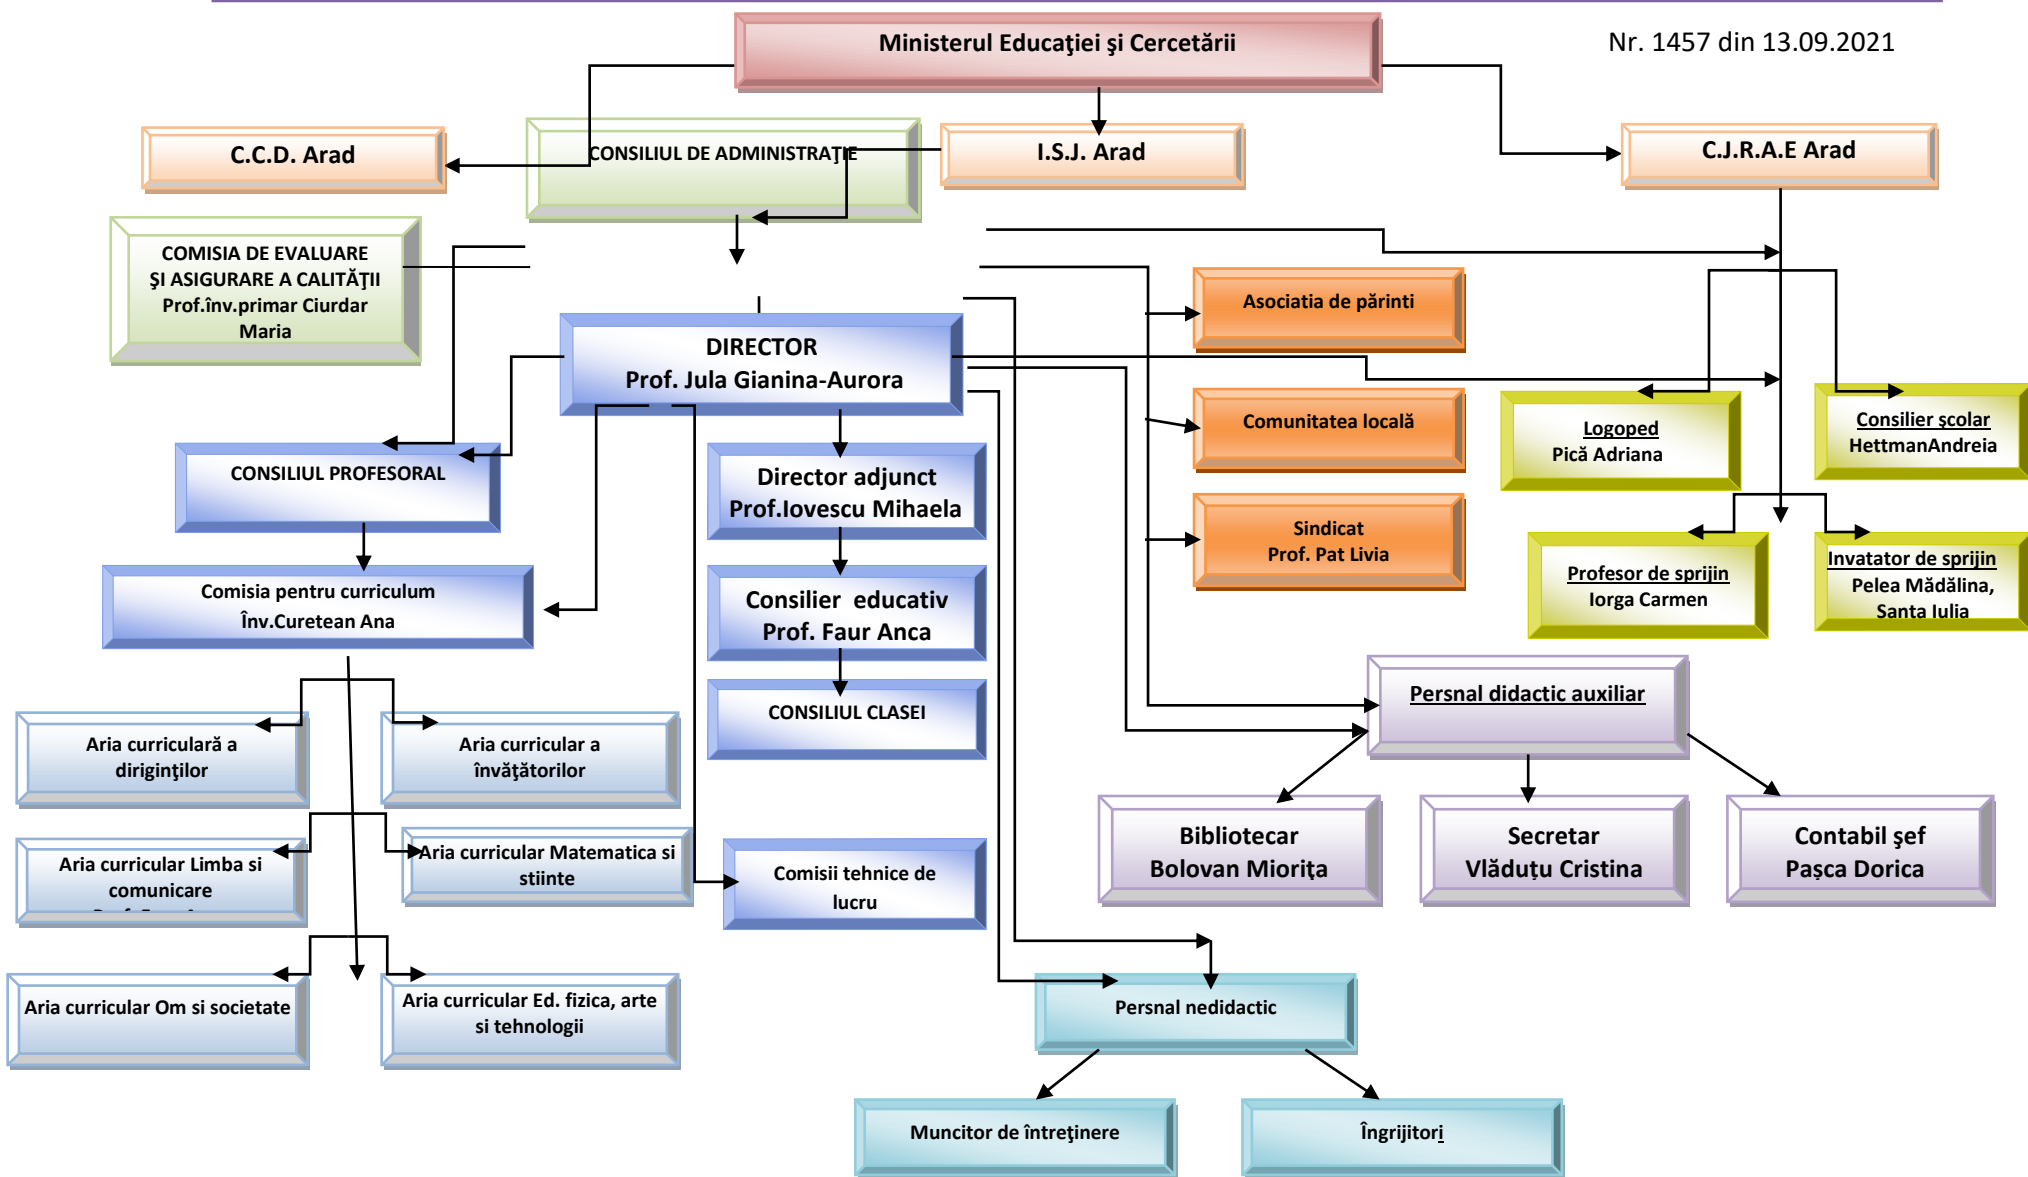 Ministerul Educaţiei şi Cercetării
Nr. 1457 din 13.09.2021
C.C.D. Arad
CONSILIUL DE ADMINISTRAŢIE
I.S.J. Arad
C.J.R.A.E Arad
COMISIA DE EVALUARE
ŞI ASIGURARE A CALITĂŢII
Prof.înv.primar Ciurdar
Maria
DIRECTOR
Prof. Jula Gianina-Aurora
Asociatia de părinti
Comunitatea locală
Sindicat
Prof. Pat Livia
Logoped
Pică Adriana
Consilier şcolar
HettmanAndreia
Profesor de sprijin
Iorga Carmen
Invatator de sprijin
Pelea Mădălina,
Santa Iulia
CONSILIUL PROFESORAL
Director adjunct
Prof.Iovescu Mihaela
Comisia pentru curriculum
Înv.Curetean Ana
Consilier  educativ
Prof. Faur Anca
CONSILIUL CLASEI
Persnal didactic auxiliar
Aria curriculară a
diriginţilor
Aria curricular a
învăţătorilor
Bibliotecar
Bolovan Mioriţa
Secretar
Vlăduțu Cristina
Contabil şef
Pașca Dorica
Aria curricular Limba si
comunicare
Aria curricular Matematica si
stiinte
Comisii tehnice de
lucru
Aria curricular Om si societate
Aria curricular Ed. fizica, arte
si tehnologii
Persnal nedidactic
Muncitor de întreţinere
Îngrijitori